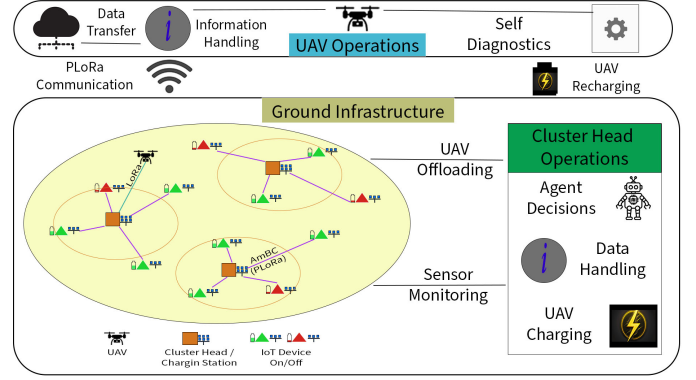 Data
Transfer
Information
Handling
UAV Operations
Self
Diagnostics
PLoRa
Communication
UAV
Recharging
Ground Infrastructure
LoRa
AmBC
(PLoRa)
UAV
Offloading
Sensor
Monitoring
Cluster Head
Operations
Agent
Decisions
Data
Handling
UAV
Charging
UAV
Cluster Head /
Chargin Station
IoT Device
On/Off